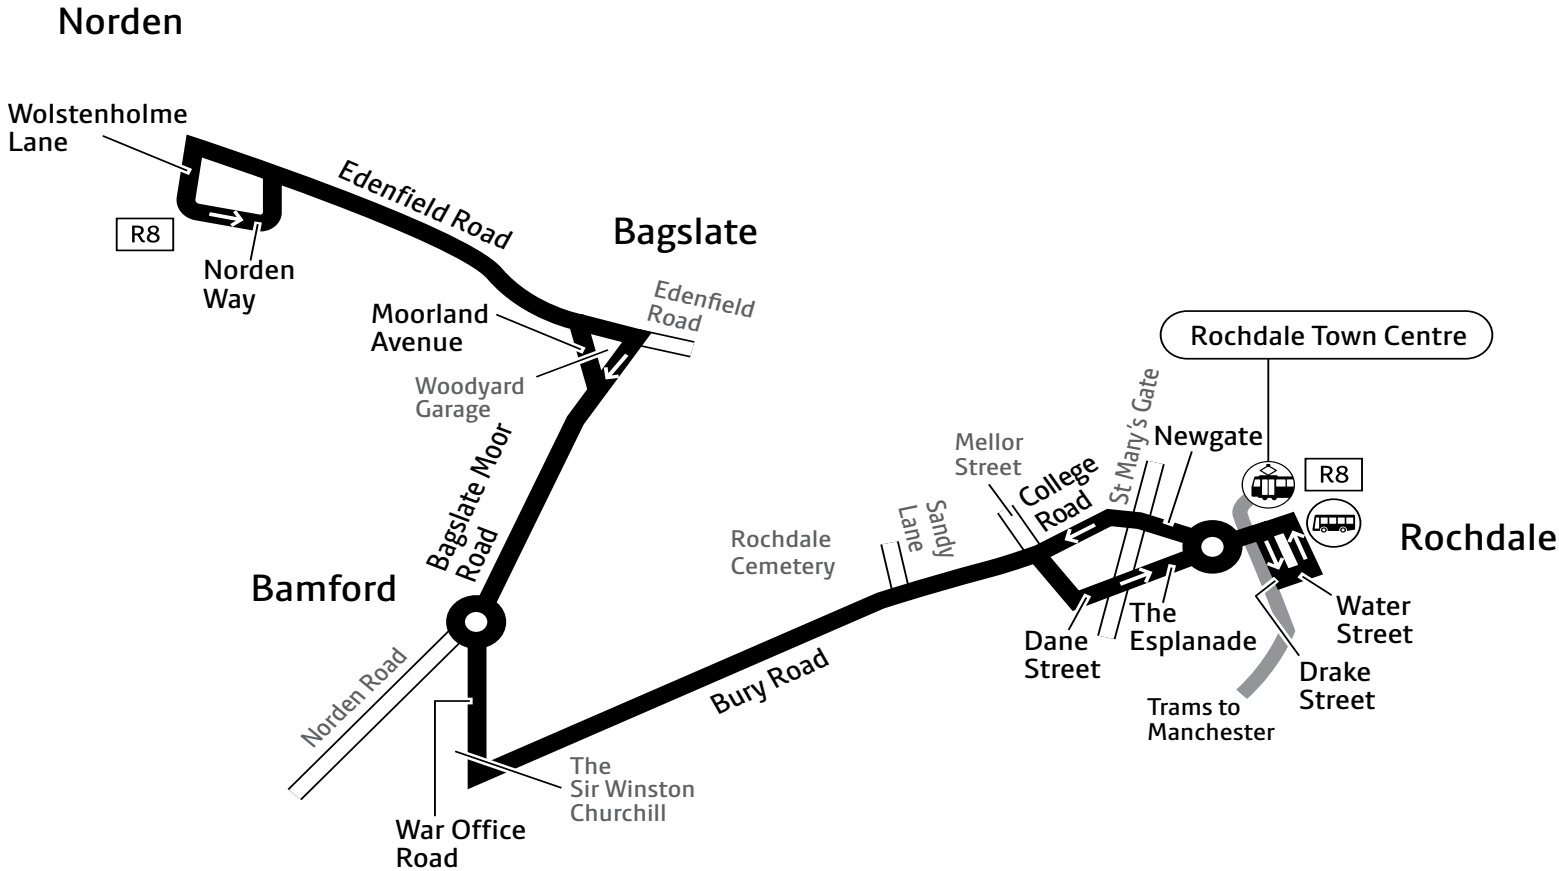 Norden
Wolstenholme
Lane
Edenfield Road
R8
Norden
Way
Bagslate
Edenfield
Road
Moorland
Avenue
Woodyard
Garage
Bagslate Moor
Road
Bamford
Norden Road
War Office
Road
The
Sir Winston
Churchill
Bury Road
Rochdale
Cemetery
Sandy
Lane
Mellor
Street
College
Road
St Mary's Gate
Newgate
Rochdale Town Centre
R8
Rochdale
Dane
Street
The
Esplanade
Water
Street
Drake
Street
Trams to
Manchester